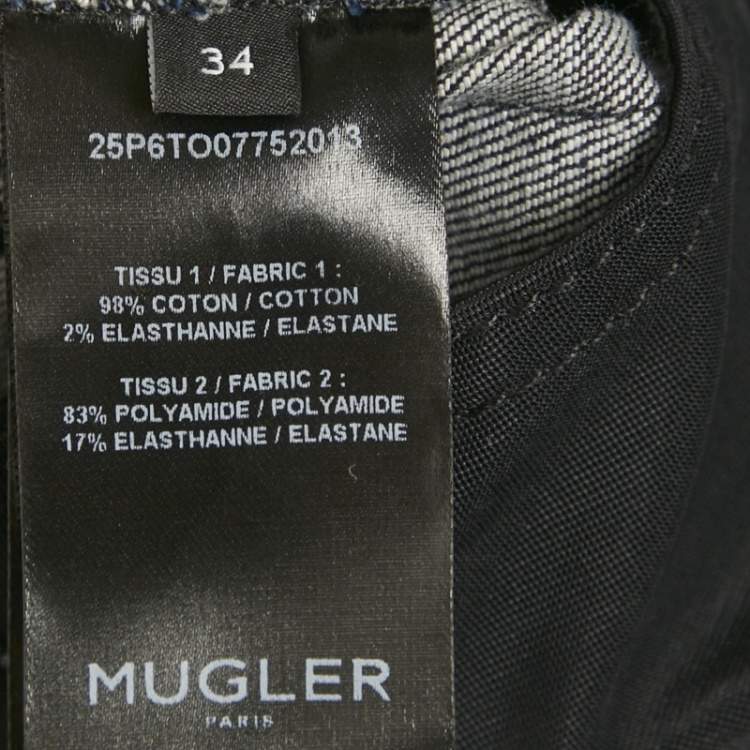 34
25P6TO07752013
TISSU 1 / FABRIC 1 :
98% COTON / COTTON
2% ELASTHANNE / ELASTANE
TISSU 2 / FABRIC 2 :
83% POLYAMIDE / POLYAMIDE
17% ELASTHANNE / ELASTANE
MUGLER
PARIS